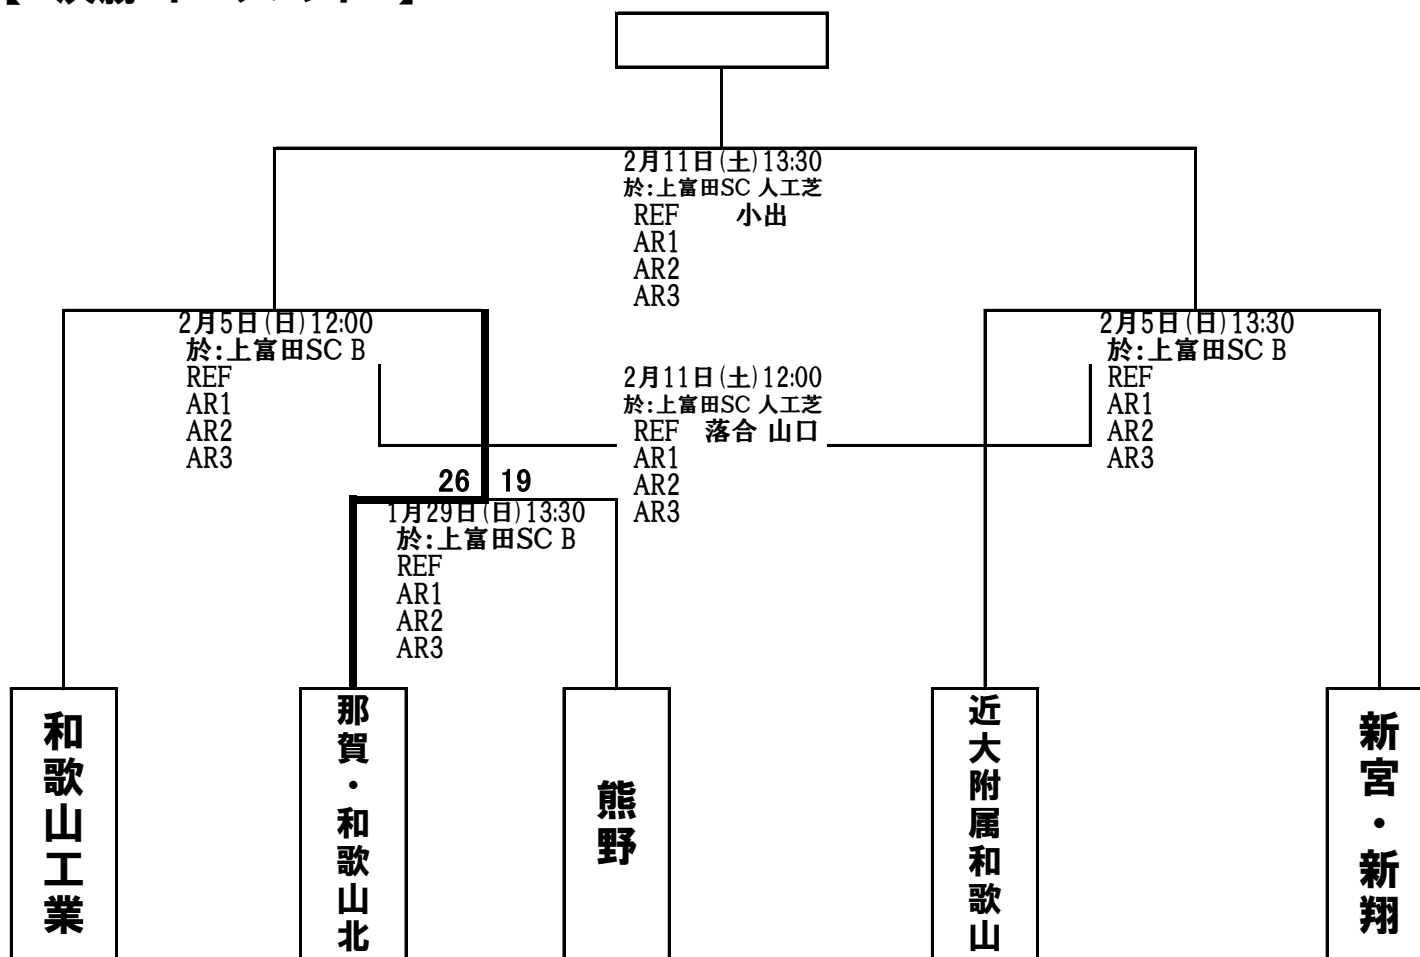 2月11日(土)13:30
於:上富田SC 人工芝
REF 小出
AR1
AR2
AR3
2月5日(日)12:00
於:上富田SC B
REF
AR1
AR2
AR3
2月11日(土)12:00
於:上富田SC 人工芝
REF 落合 山口
AR1
AR2
AR3
2月5日(日)13:30
於:上富田SC B
REF
AR1
AR2
AR3
26 19
1月29日(日)13:30
於:上富田SC B
REF
AR1
AR2
AR3
和歌山工業
那賀・和歌山北
熊野
近大附属和歌山
新宮・新翔